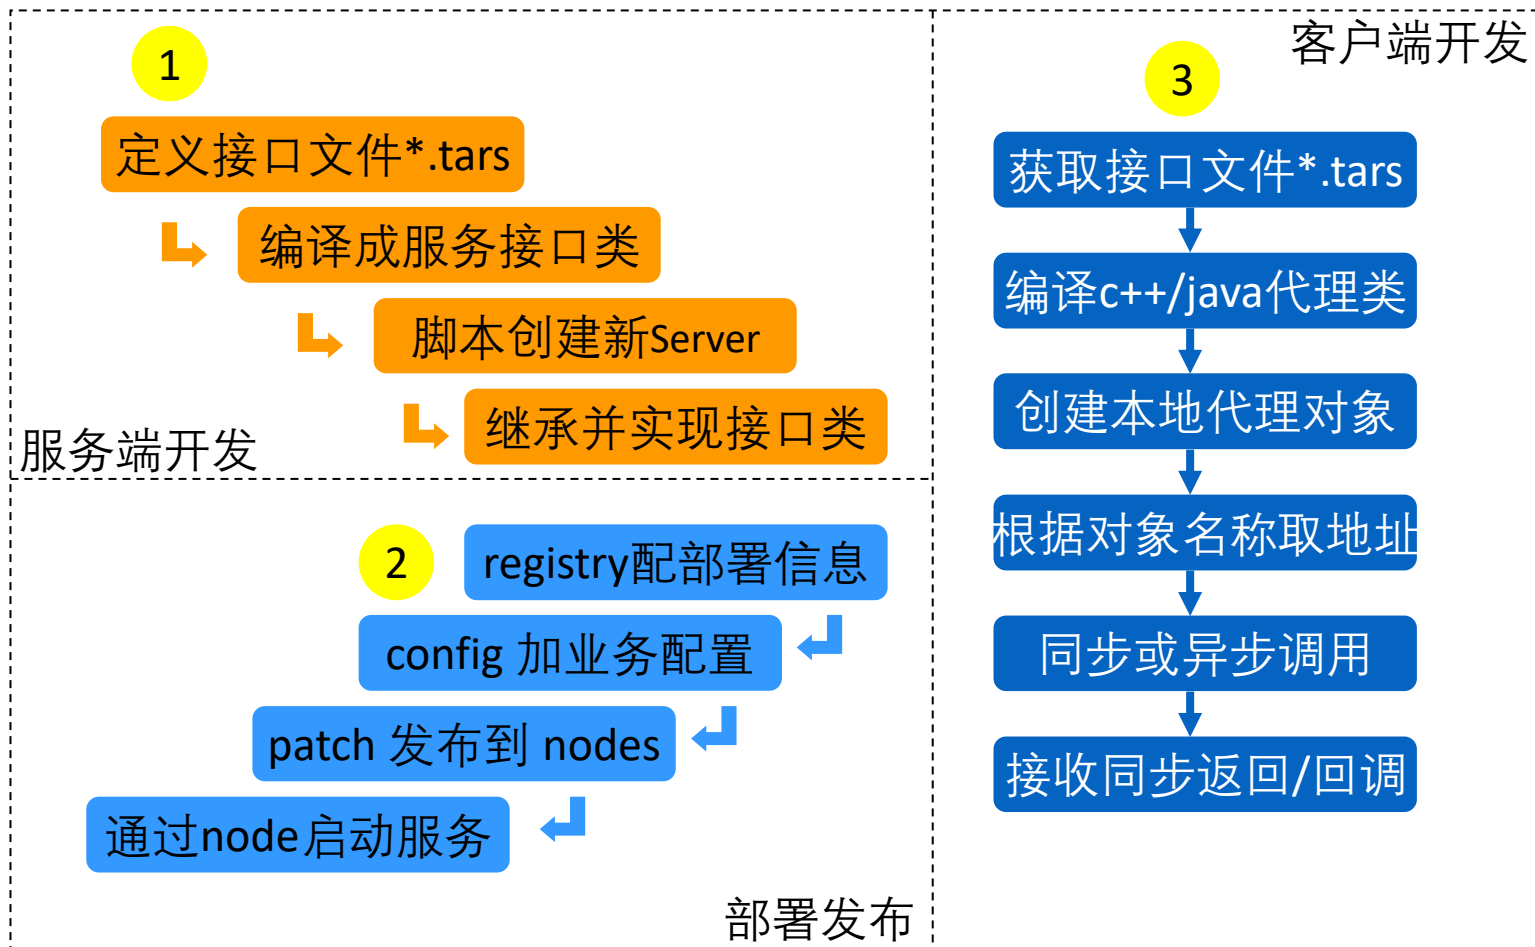 1
定义接口文件*.tars
编译成服务接口类
脚本创建新Server
继承并实现接口类
服务端开发
2
registry配部署信息
config 加业务配置
patch 发布到 nodes
通过node启动服务
部署发布
客户端开发
3
获取接口文件*.tars
编译c++/java代理类
创建本地代理对象
根据对象名称取地址
同步或异步调用
接收同步返回/回调